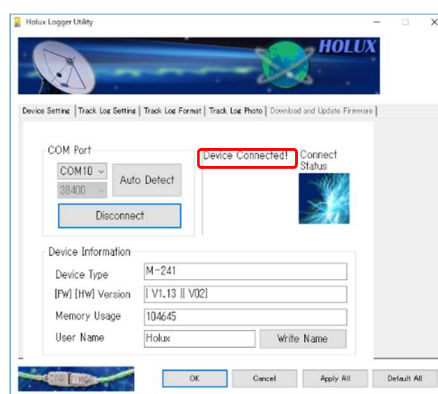 Holux Logger Utility
HOLUX
Device Setting Track Log Setting Track Log Format Track Log Photo Download and Update Firmware
COM Port
Device Connected!
Connect Status
COM10
Auto Detect
38400
Disconnect
Device Information
Device Type M-241
[FW] [HW] Version [ V1.13 || V02]
Memory Usage 104645
User Name Holux Write Name
OK Cancel Apply All Default All